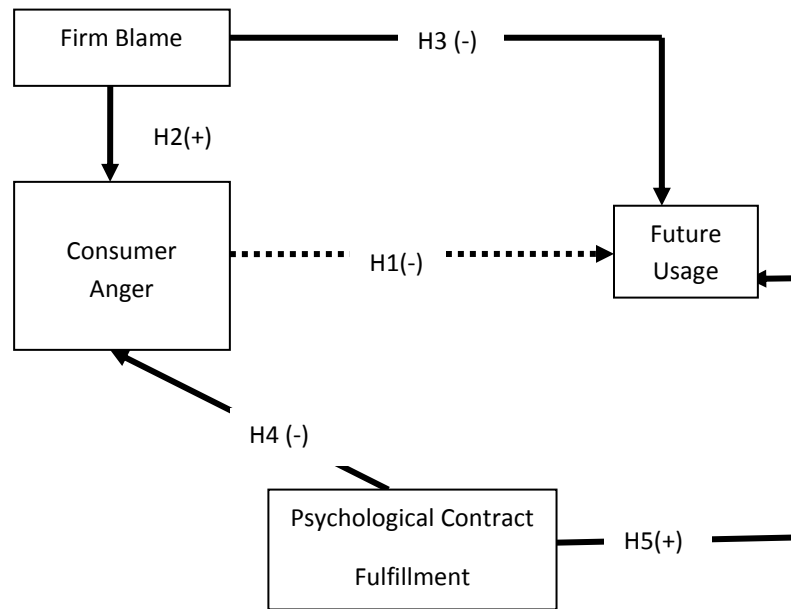 Firm Blame
H3 (-)
H2(+)
Consumer
Anger
H1(-)
Future
Usage
H4 (-)
Psychological Contract
Fulfillment
H5(+)